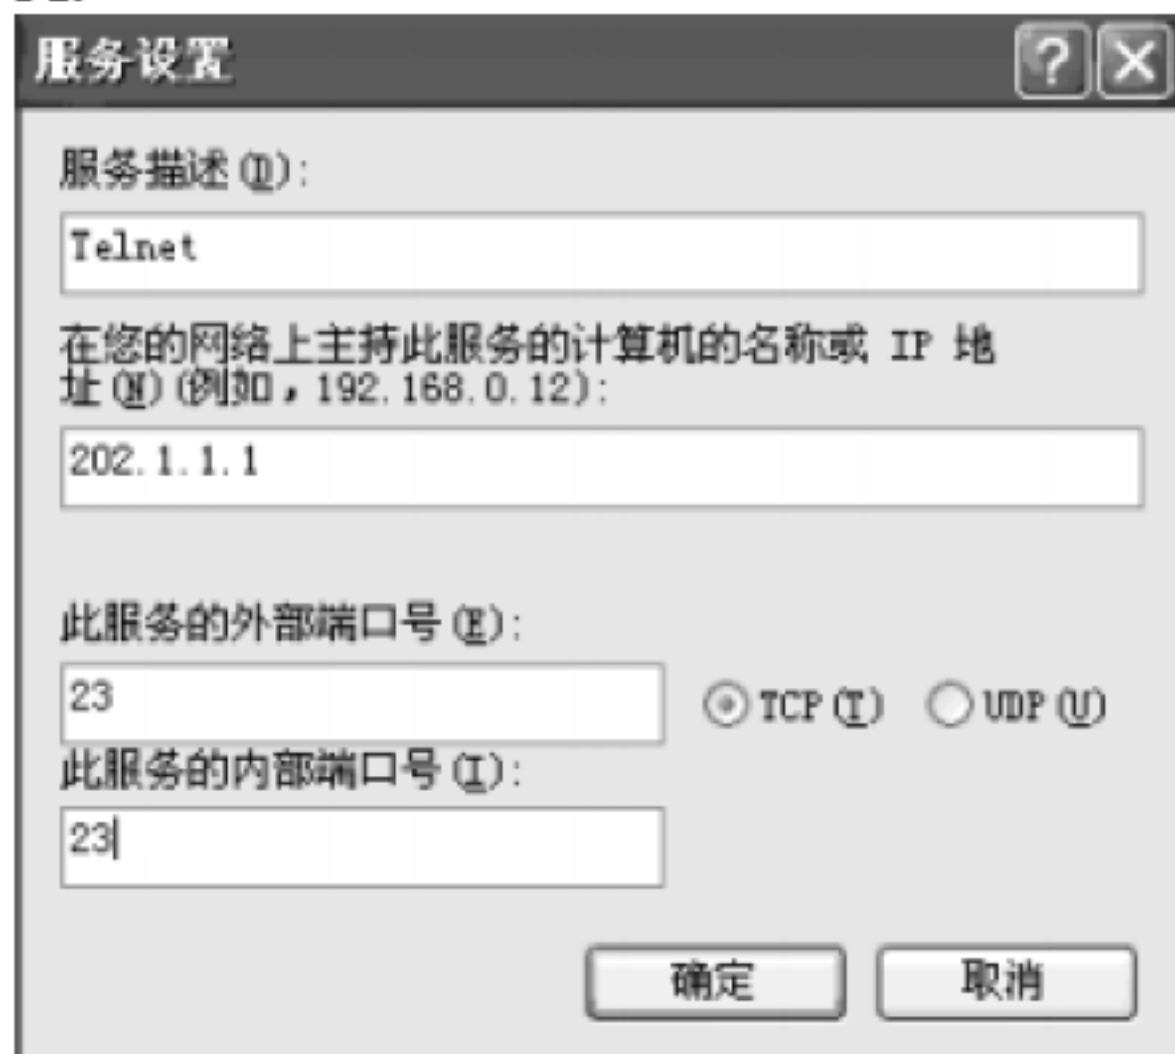 服务设置
服务描述(D):
Telnet
在您的网络上主持此服务的计算机的名称或 IP 地
址(N)(例如，192.168.0.12):
202.1.1.1
此服务的外部端口号(E):
23 TCP(T) UDP(U)
此服务的内部端口号(I):
23
确定 取消